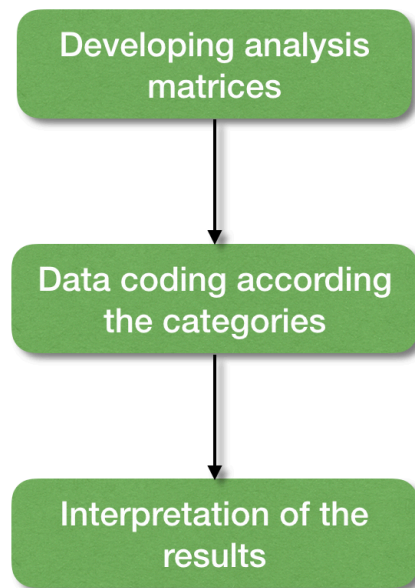 Developing analysis
matrices
Data coding according
the categories
Interpretation of the
results